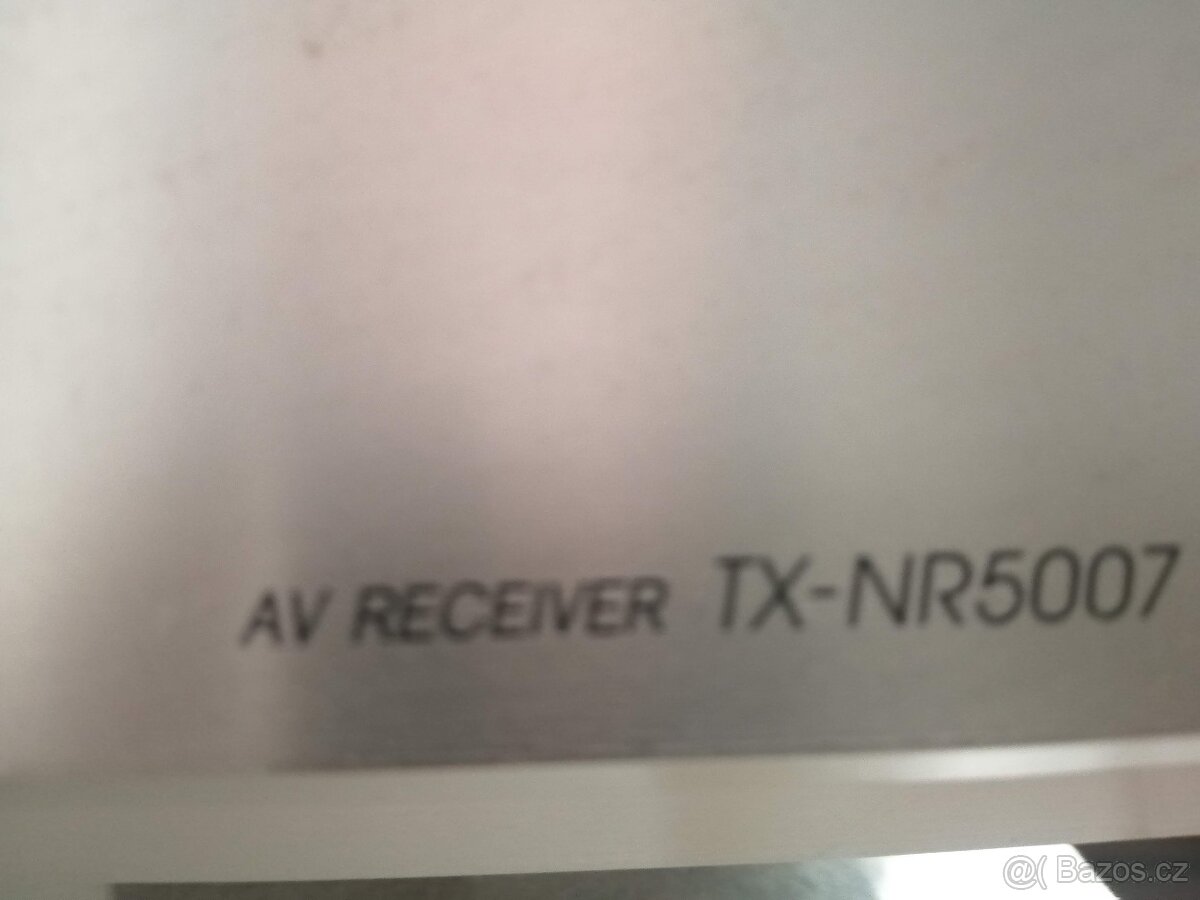 AV RECEIVER TX-NR5007
@( Bazos.cz